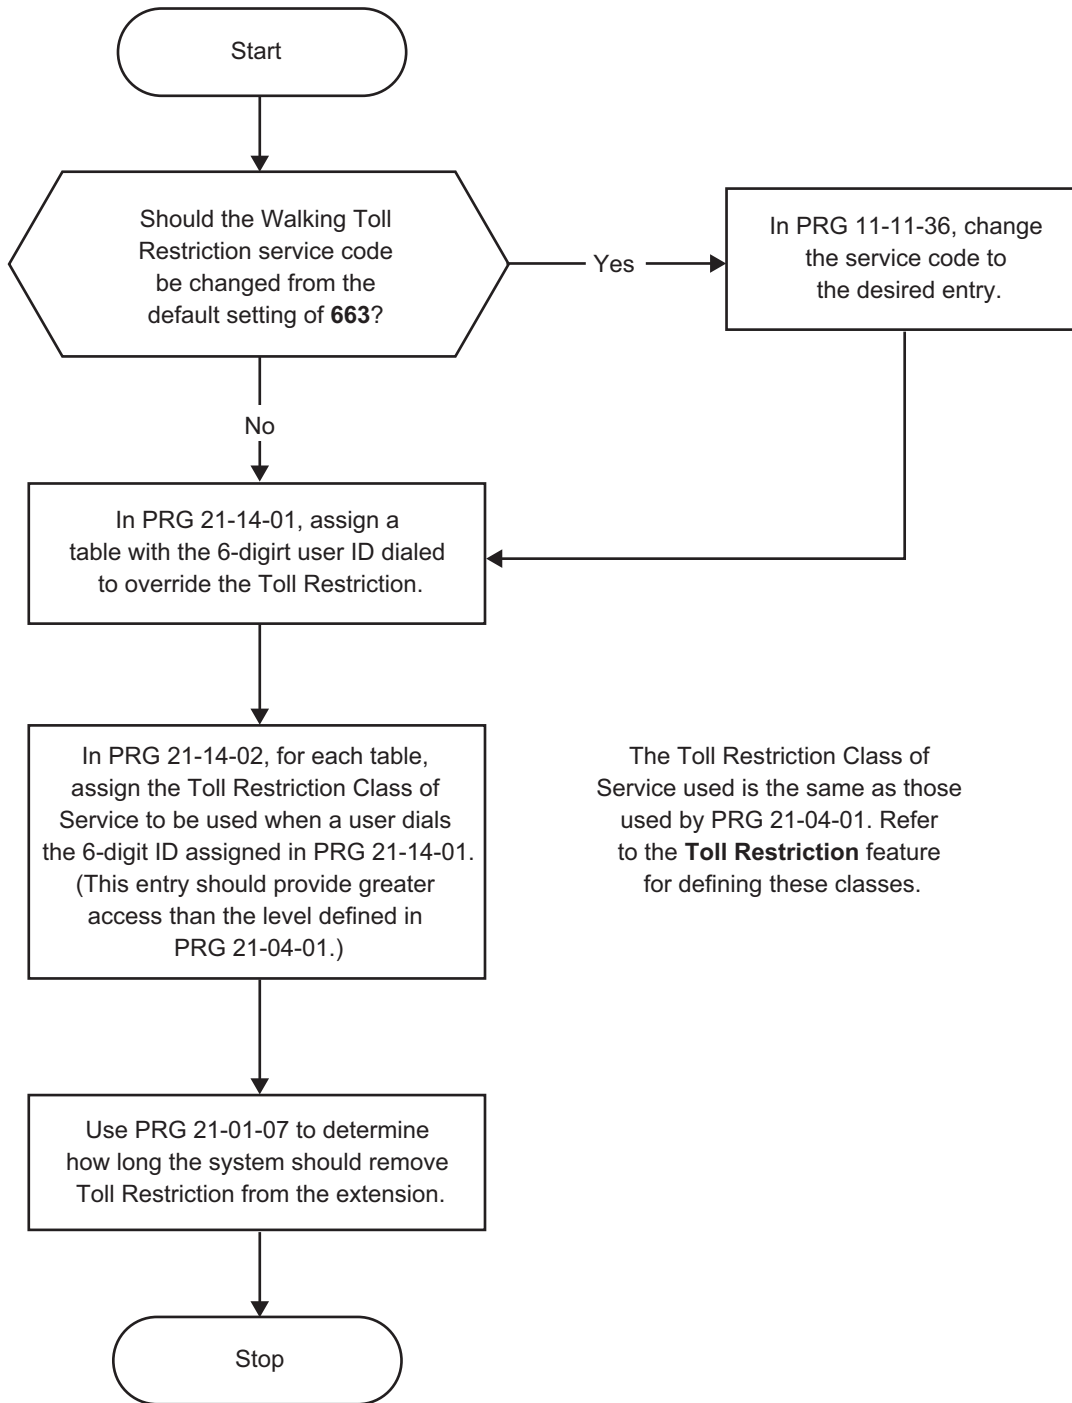 Start
Should the Walking Toll
Restriction service code
be changed from the
default setting of 663?
Yes
In PRG 11-11-36, change
the service code to
the desired entry.
No
In PRG 21-14-01, assign a
table with the 6-digirt user ID dialed
to override the Toll Restriction.
In PRG 21-14-02, for each table,
assign the Toll Restriction Class of
Service to be used when a user dials
the 6-digit ID assigned in PRG 21-14-01.
(This entry should provide greater
access than the level defined in
PRG 21-04-01.)
The Toll Restriction Class of
Service used is the same as those
used by PRG 21-04-01. Refer
to the Toll Restriction feature
for defining these classes.
Use PRG 21-01-07 to determine
how long the system should remove
Toll Restriction from the extension.
Stop